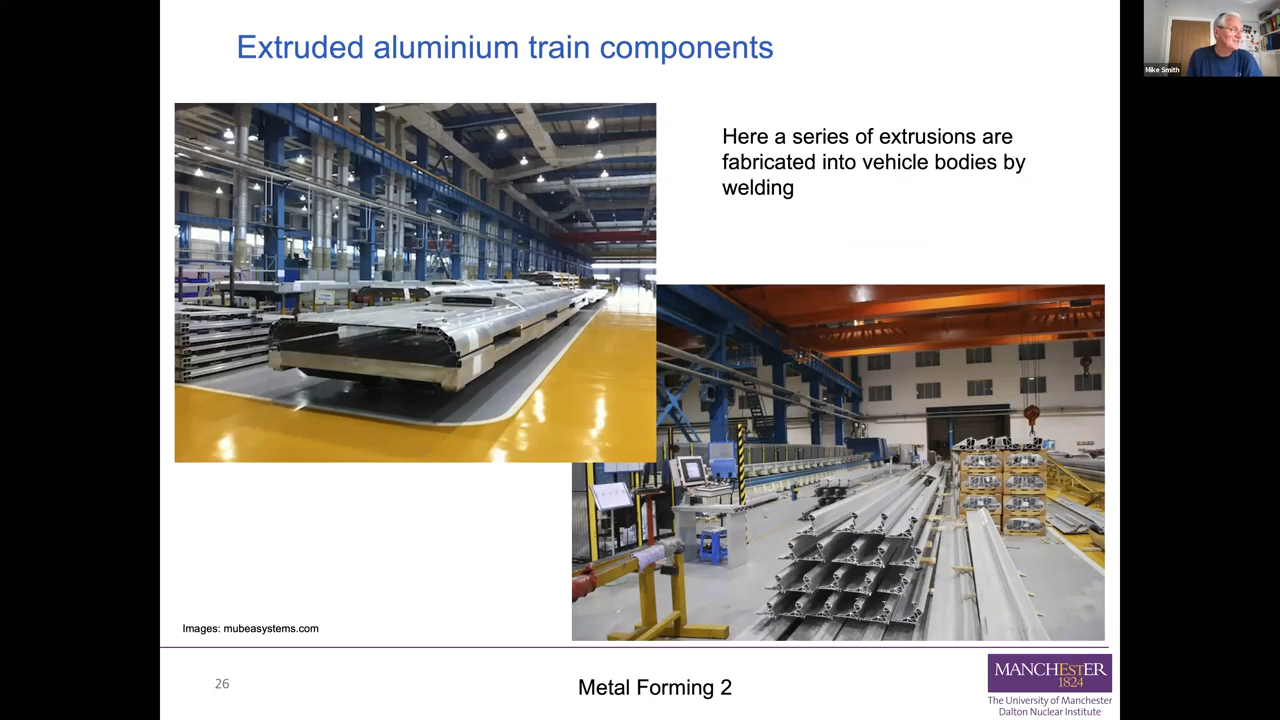 Extruded aluminium train components
Mike Smith
Here a series of extrusions are
fabricated into vehicle bodies by
welding
Images: mubeasystems.com
26
Metal Forming 2
MANCHESTER
1824
The University of Manchester
Dalton Nuclear Institute